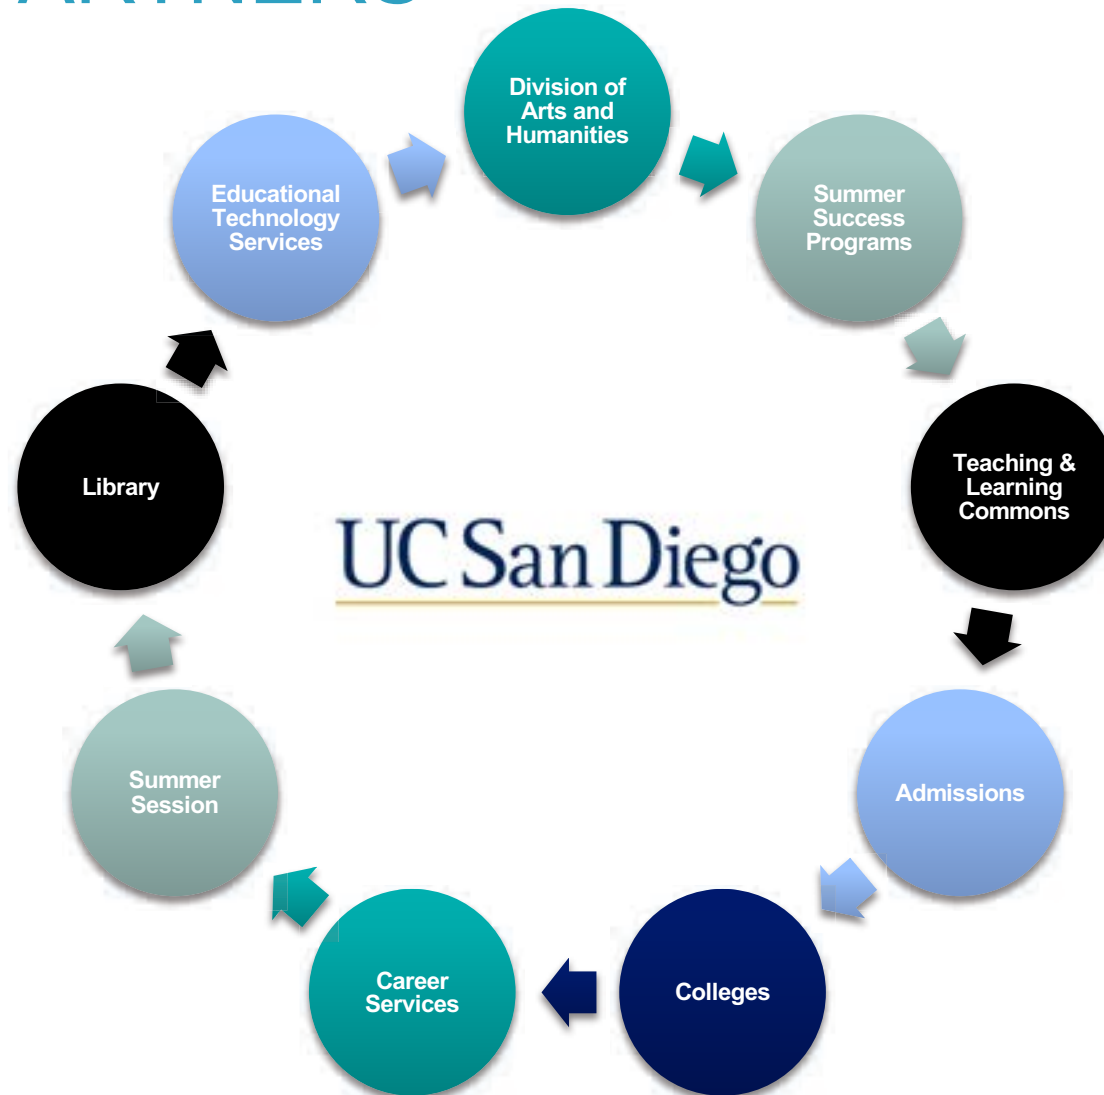 ARTNERS
Division of
Arts and
Humanities
Summer
Success
Programs
Teaching &
Learning
Commons
Admissions
Colleges
Career
Services
Summer
Session
Library
Educational
Technology
Services
UC San Diego